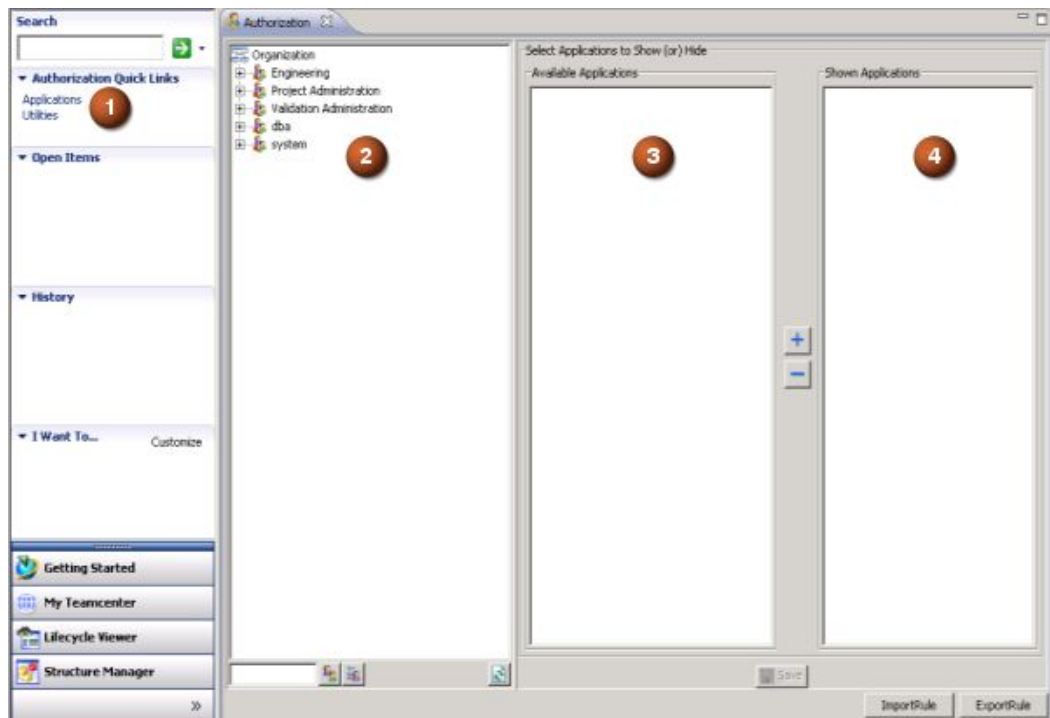 Search
Authorization Quick Links
Applications
Utilities
1
Open Items
History
I Want To...
Customize
Getting Started
My Teamcenter
Lifecycle Viewer
Structure Manager
»
Authorization
Organization
Engineering
Project Administration
Validation Administration
dba
system
2
Select Applications to Show (or) Hide
Available Applications
3
Shown Applications
4
Save
ImportRule
ExportRule